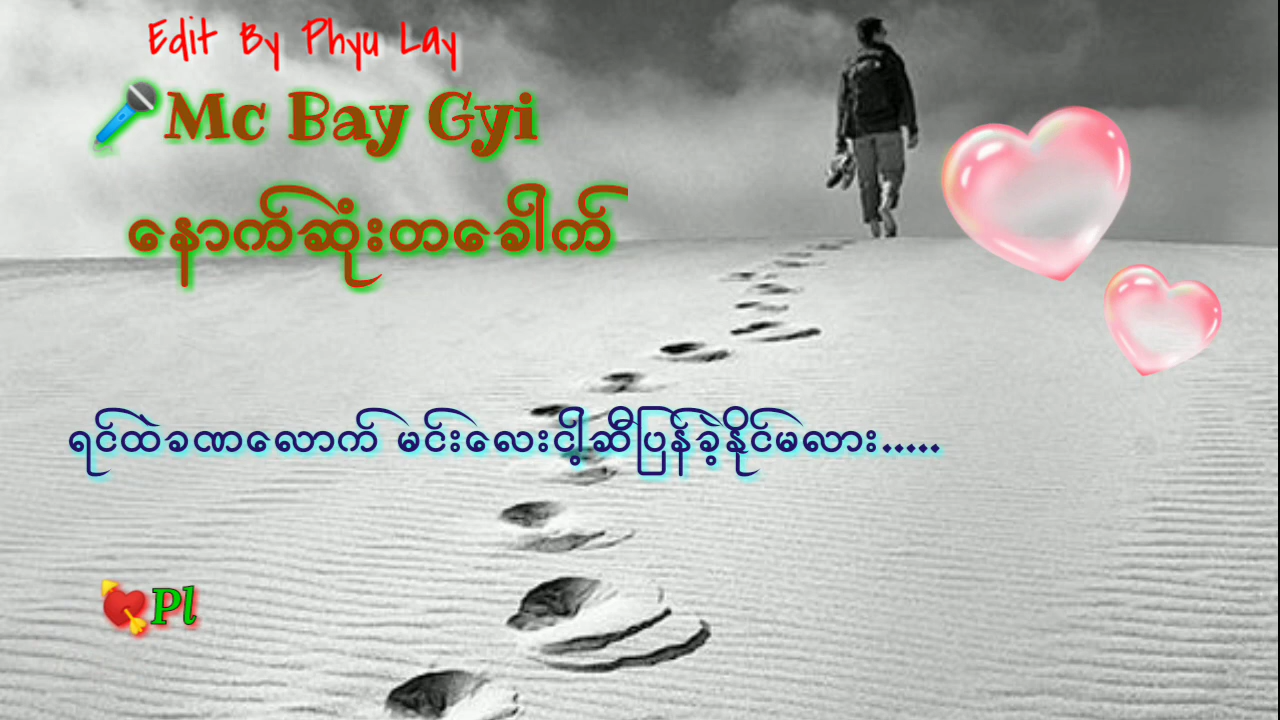 Edit By Phyu Lay
Mc Bay Gyi
နောက်ဆုံးတခေါက်
ရင်ထဲခဏလောက် မင်းလေးငါ့ဆီပြန်ခဲ့နိုင်မလား.....
Pl